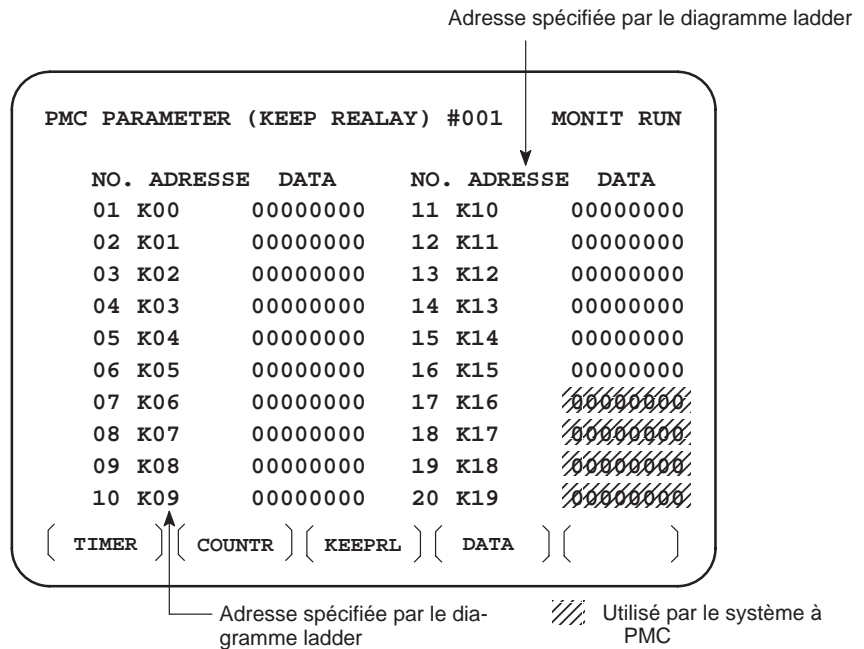 Adresse spécifiée par le diagramme ladder
PMC PARAMETER (KEEP REALAY) #001 MONIT RUN
NO. ADRESSE DATA NO. ADRESSE DATA
01 K00 00000000 11 K10 00000000
02 K01 00000000 12 K11 00000000
03 K02 00000000 13 K12 00000000
04 K03 00000000 14 K13 00000000
05 K04 00000000 15 K14 00000000
06 K05 00000000 16 K15 00000000
07 K06 00000000 17 K16 00000000
08 K07 00000000 18 K17 00000000
09 K08 00000000 19 K18 00000000
10 K09 00000000 20 K19 00000000
[ TIMER ] [ COUNTR ] [ KEEPRL ] [ DATA ] [ ]
Adresse spécifiée par le dia-
gramme ladder
Utilisé par le système à
PMC